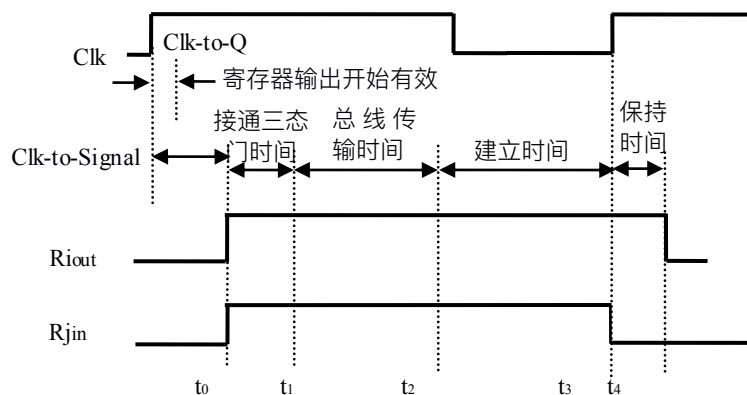 Clk
Clk-to-Q
寄存器输出开始有效
Clk-to-Signal
接通三态
门时间
总 线 传
输时间
建立时间
保持
时间
Riout
Rjin
t0
t1
t2
t3
t4